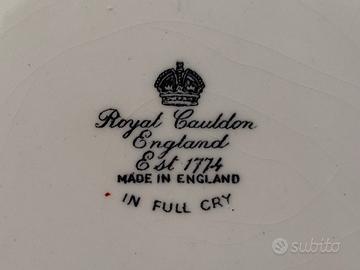 Royal Cauldon
England
Est 1774
MADE IN ENGLAND
IN FULL CRY
subito